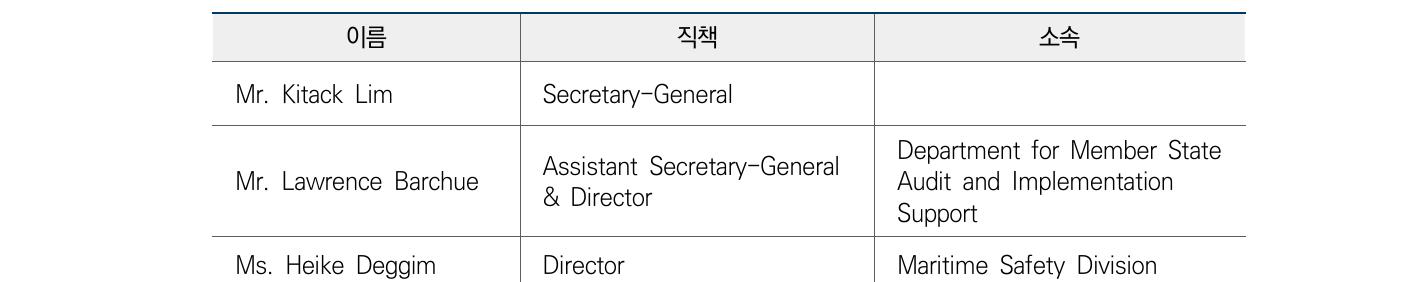 이름 직책 소속
Mr. Kitack Lim Secretary-General
Mr. Lawrence Barchue
Assistant Secretary-General
& Director
Department for Member State
Audit and Implementation
Support
Ms. Heike Deggim Director Maritime Safety Division